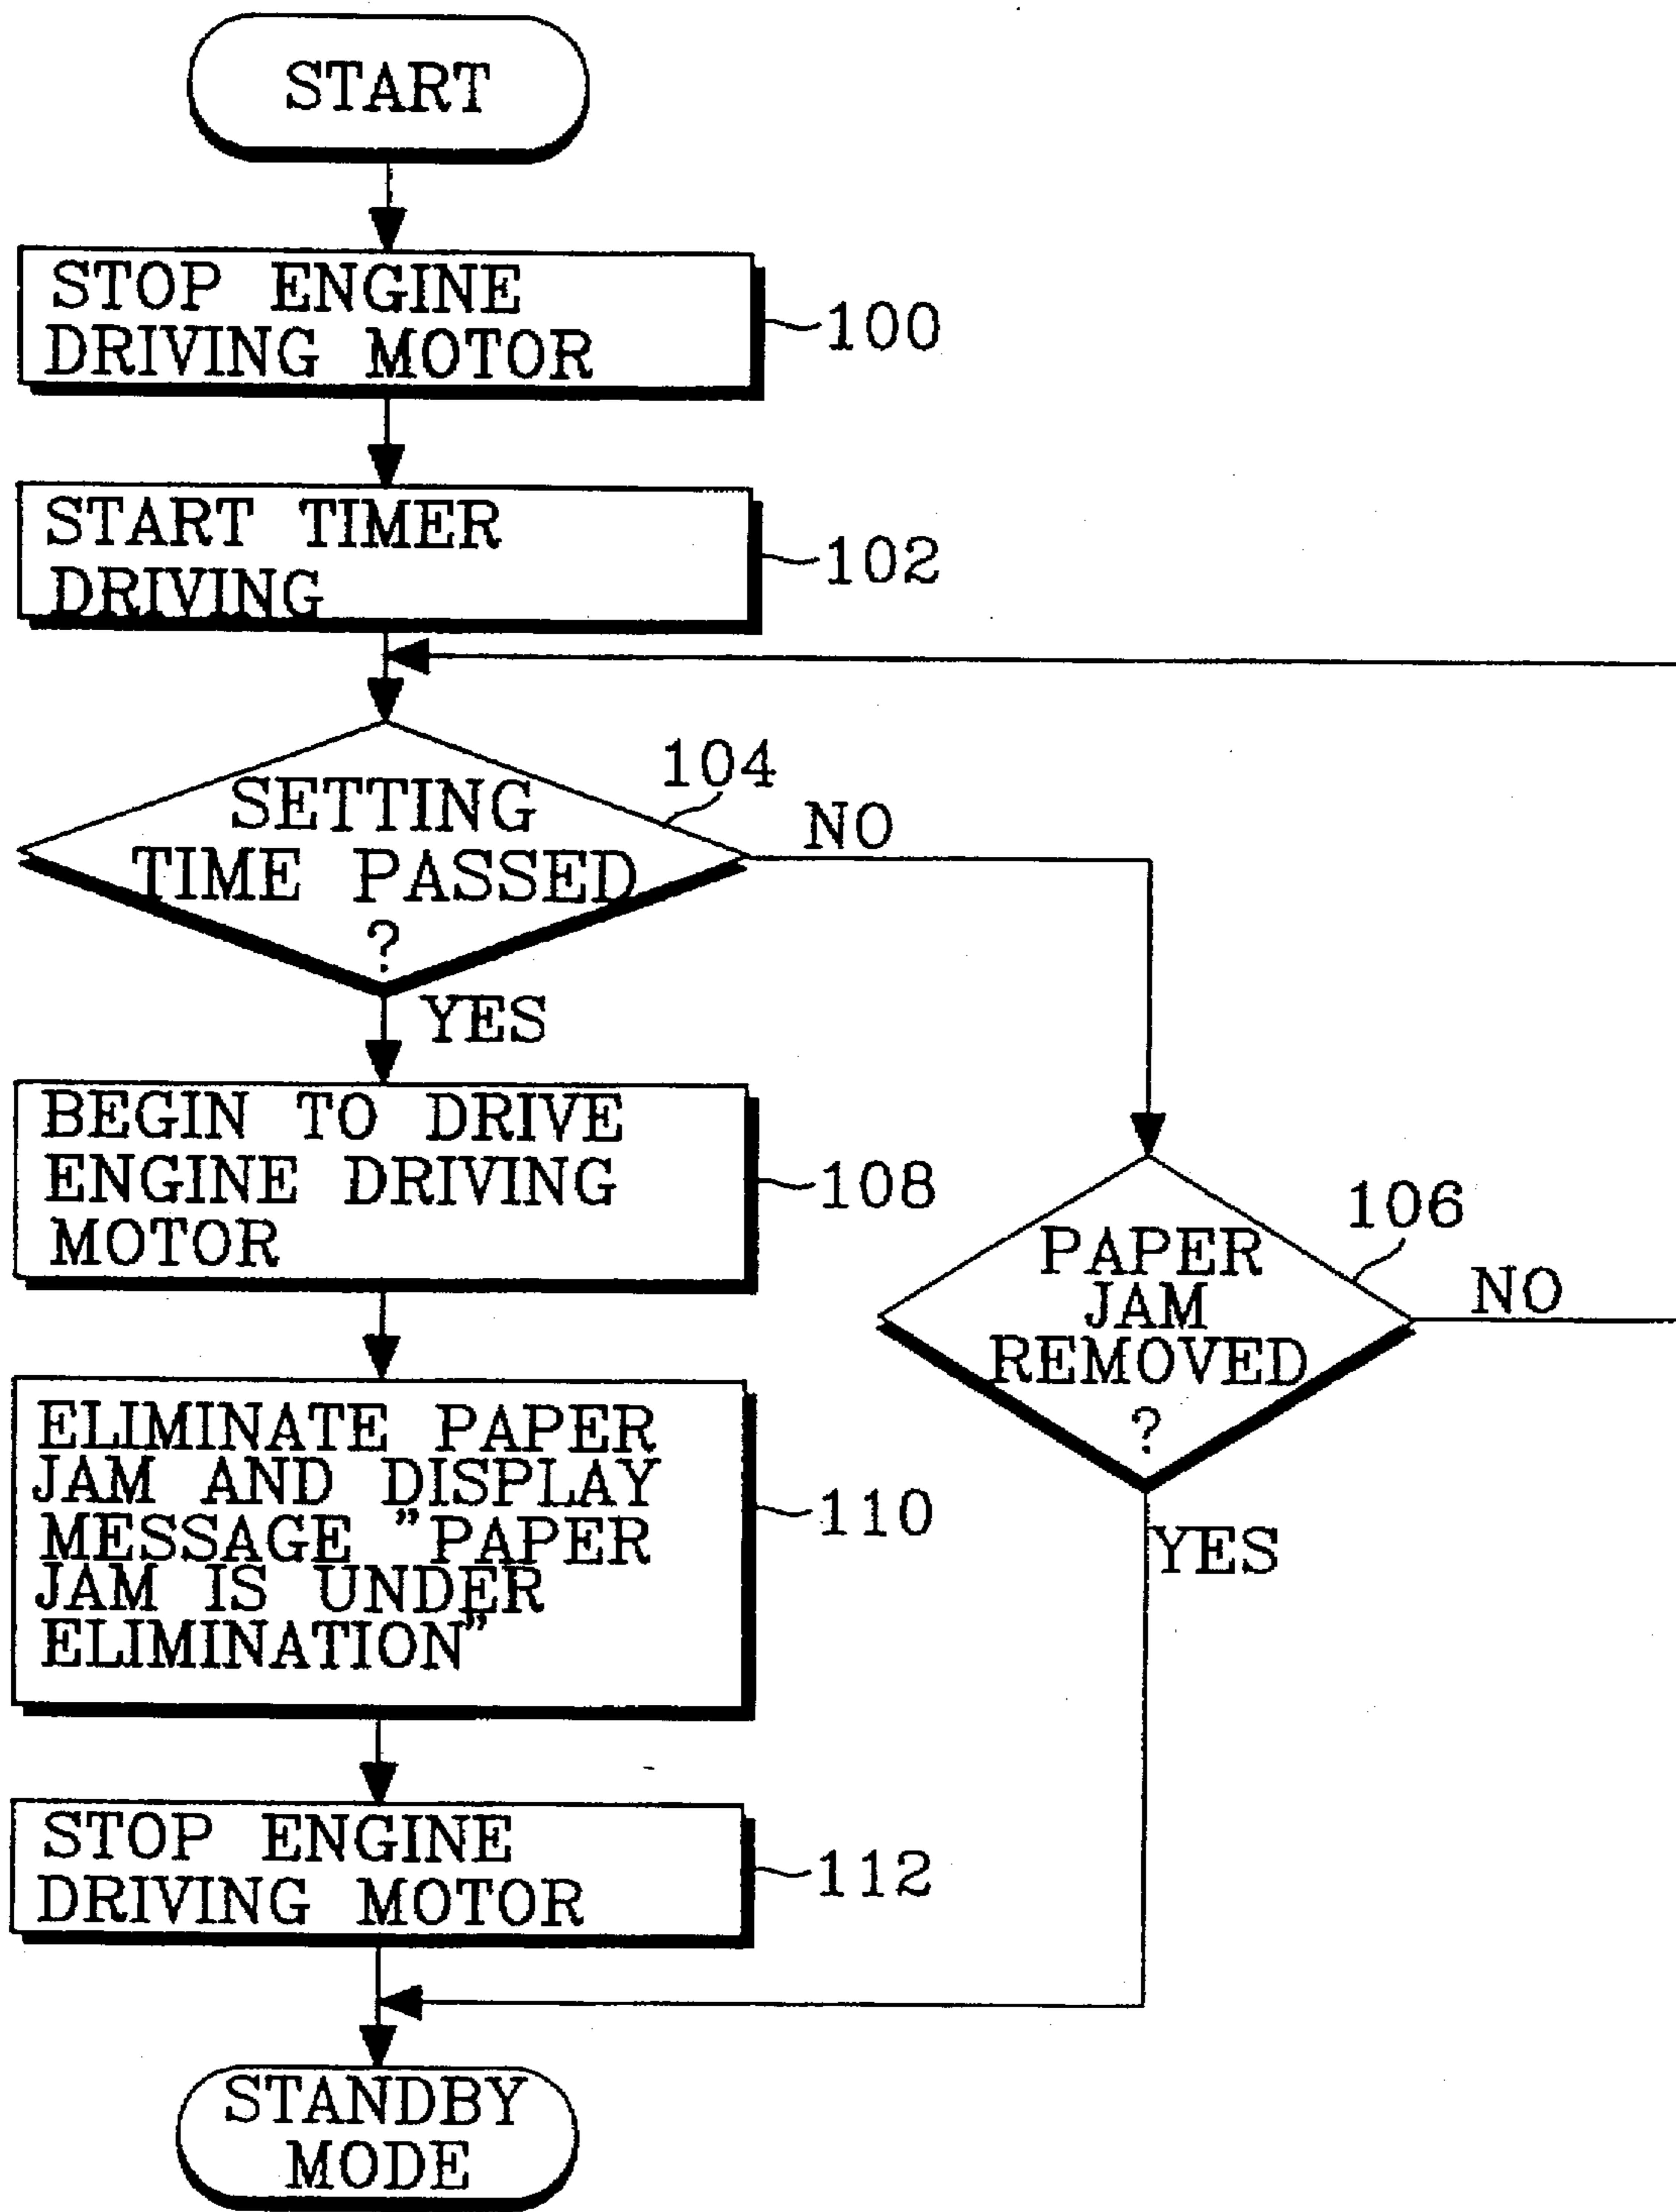 START
STOP ENGINE
DRIVING MOTOR
100
START TIMER
DRIVING
102
104
SETTING
TIME PASSED
?
NO
YES
BEGIN TO DRIVE
ENGINE DRIVING
MOTOR
108
106
PAPER
JAM
REMOVED
?
NO
YES
ELIMINATE PAPER
JAM AND DISPLAY
MESSAGE "PAPER
JAM IS UNDER
ELIMINATION"
110
STOP ENGINE
DRIVING MOTOR
112
STANDBY
MODE